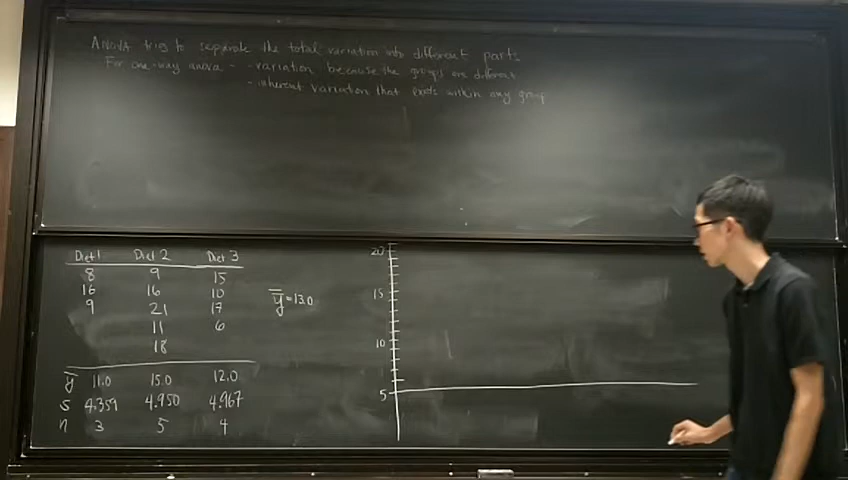 ANOVA tries to separate the total variation into different parts
For one-way anova - - variation because the groups are different
- inherent variation that exists within any group
Diet 1 Diet 2 Diet 3
8 9 15
16 16 10
9 21 17
11 6
18
y̿ = 13.0
ȳ 11.0 15.0 12.0
s 4.359 4.950 4.967
n 3 5 4
20
15
10
5